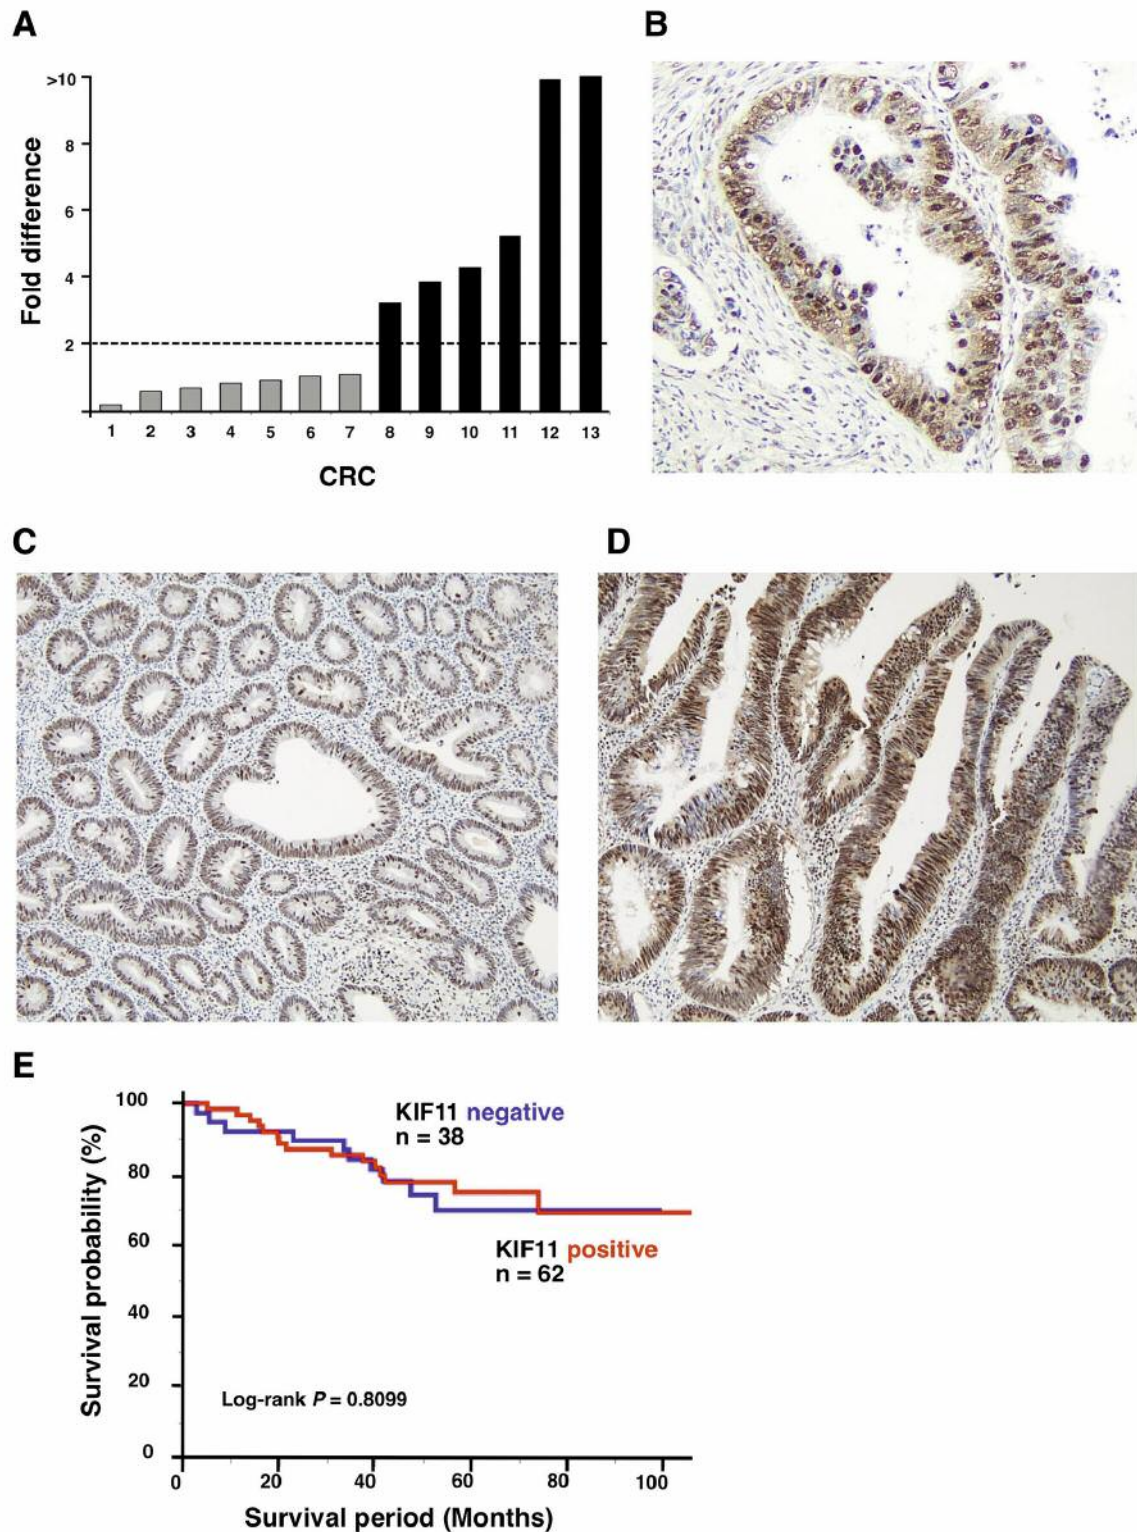 A
Fold difference
>10
8
6
4
2
1 2 3 4 5 6 7 8 9 10 11 12 13
CRC
B
C
D
E
Survival probability (%)
100
80
60
40
20
0
KIF11 negative
n = 38
KIF11 positive
n = 62
Log-rank P = 0.8099
0 20 40 60 80 100
Survival period (Months)